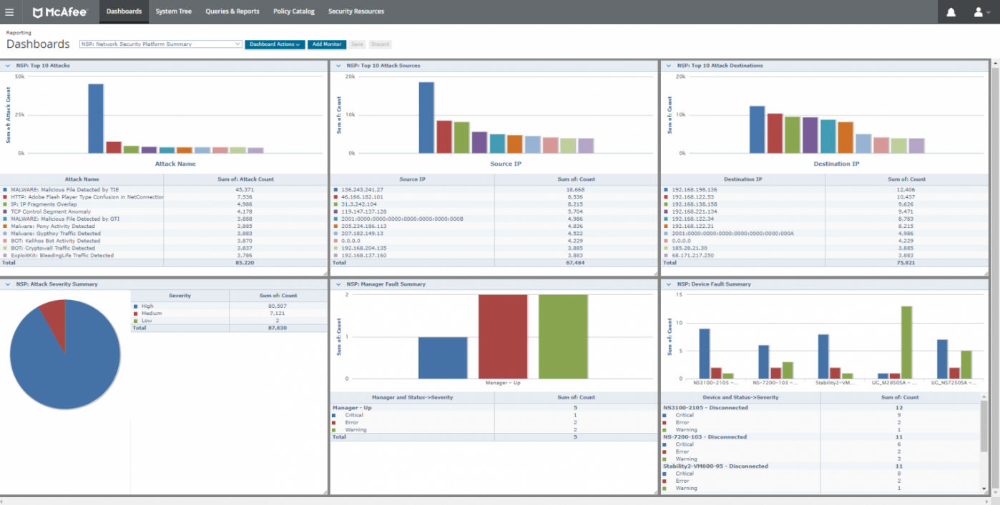 McAfee Dashboards System Tree Queries & Reports Policy Catalog Security Resources
Reporting
Dashboards NSP: Network Security Platform Summary Dashboard Actions Add Monitor Save Discard
NSP: Top 10 Attacks
50k
25k
0k
Sum of: Attack Count
Attack Name
Attack Name Sum of: Attack Count
MALWARE: Malicious File Detected by TIE 45,371
HTTP: Adobe Flash Player Type Confusion in NetConnection 7,536
IP: IP Fragments Overlap 4,986
TCP Control Segment Anomaly 4,178
MALWARE: Malicious File Detected by GTI 3,888
Malware: Pony Activity Detected 3,885
Malware: Gypthoy Traffic Detected 3,883
BOT: Kelihos Bot Activity Detected 3,870
BOT: Cryptowall Traffic Detected 3,837
ExploitKit: BleedingLife Traffic Detected 3,786
Total 85,220
NSP: Top 10 Attack Sources
20k
10k
0k
Sum of: Count
Source IP
Source IP Sum of: Count
136.243.241.27 18,668
46.166.182.101 8,536
31.3.242.104 8,215
119.147.137.128 5,704
2001:0000:0000:0000:0000:0000:0000:000B 4,986
205.234.186.113 4,836
207.182.149.13 4,522
0.0.0.0 4,229
192.168.204.135 3,885
192.168.137.160 3,883
Total 67,464
NSP: Top 10 Attack Destinations
20k
10k
0k
Sum of: Count
Destination IP
Destination IP Sum of: Count
192.168.198.136 12,406
192.168.122.53 10,437
192.168.138.158 9,626
192.168.221.134 9,471
192.168.122.34 8,783
192.168.122.31 8,215
2001:0000:0000:0000:0000:0000:0000:000A 4,986
0.0.0.0 4,229
185.28.21.30 3,885
68.171.217.250 3,883
Total 75,921
NSP: Attack Severity Summary
Severity Sum of: Count
High 80,507
Medium 7,121
Low 2
Total 87,630
NSP: Manager Fault Summary
2
1
0
Sum of: Count
Manager - Up
Manager and Status->Severity Sum of: Count
Manager - Up 5
Critical 1
Error 2
Warning 2
Total 5
NSP: Device Fault Summary
15
10
5
0
Sum of: Count
NS3100-2105 -... NS-7200-103 -... Stability2-VM... UG_M2850SA - ... UG_NS7250SA -...
Device and Status->Severity Sum of: Count
NS3100-2105 - Disconnected 12
Critical 9
Error 2
Warning 1
NS-7200-103 - Disconnected 11
Critical 6
Error 2
Warning 3
Stability2-VM600-95 - Disconnected 11
Critical 8
Error 2
Warning 1